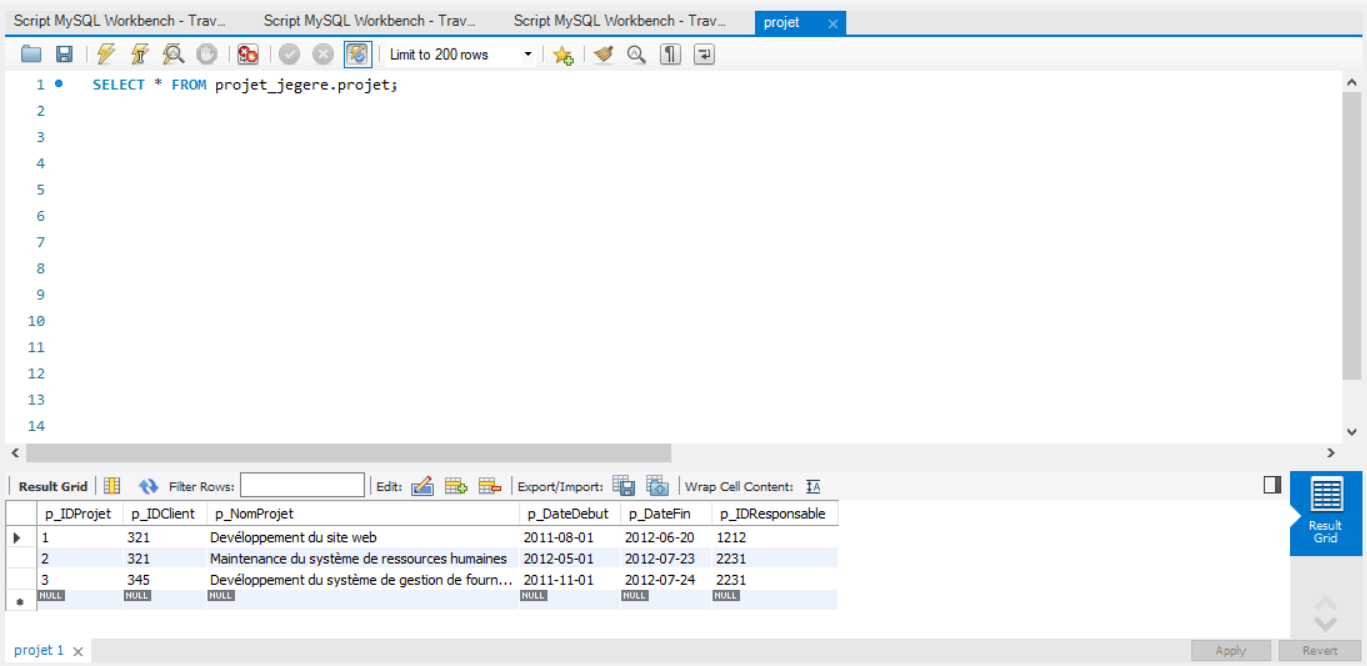 Script MySQL Workbench - Trav... Script MySQL Workbench - Trav... Script MySQL Workbench - Trav... projet ×
Limit to 200 rows
1 SELECT * FROM projet_jegere.projet;
2
3
4
5
6
7
8
9
10
11
12
13
14
Result Grid Filter Rows: Edit: Export/Import: Wrap Cell Content: IA
p_IDProjet p_IDClient p_NomProjet p_DateDebut p_DateFin p_IDResponsable
1 321 Devéloppement du site web 2011-08-01 2012-06-20 1212
2 321 Maintenance du système de ressources humaines 2012-05-01 2012-07-23 2231
3 345 Devéloppement du système de gestion de fourn... 2011-11-01 2012-07-24 2231
NULL NULL NULL NULL NULL NULL
Result
Grid
projet 1 × Apply Revert